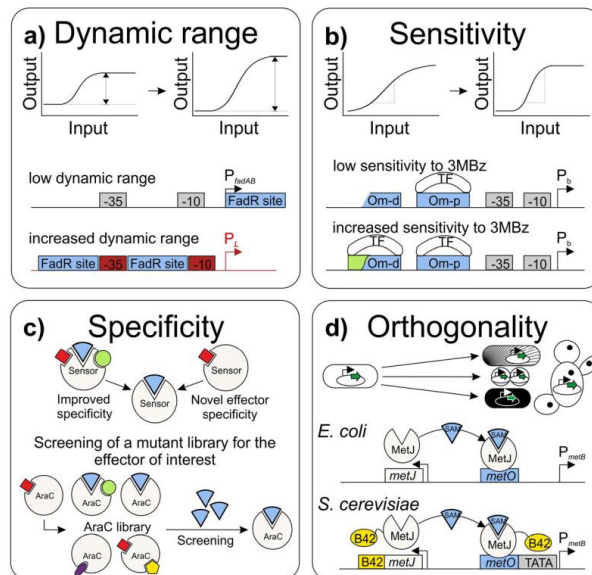 a) Dynamic range
Output
Output
Input
Input
low dynamic range
P fadAB
-35
-10
FadR site
increased dynamic range
P L
FadR site
-35
FadR site
-10
b) Sensitivity
Output
Output
Input
Input
low sensitivity to 3MBz
TF
P b
Om-d
Om-p
-35
-10
increased sensitivity to 3MBz
TF
TF
P b
Om-d
Om-p
-35
-10
c) Specificity
Sensor
Sensor
Sensor
Improved
specificity
Novel effector
specificity
Screening of a mutant library for the
effector of interest
AraC
AraC
AraC
AraC library
AraC
AraC
Screening
AraC
d) Orthogonality
E. coli
SAM
SAM
MetJ
MetJ
P metB
metJ
metO
S. cerevisiae
SAM
SAM
B42
MetJ
MetJ
B42
P metB
B42
metJ
metO
TATA